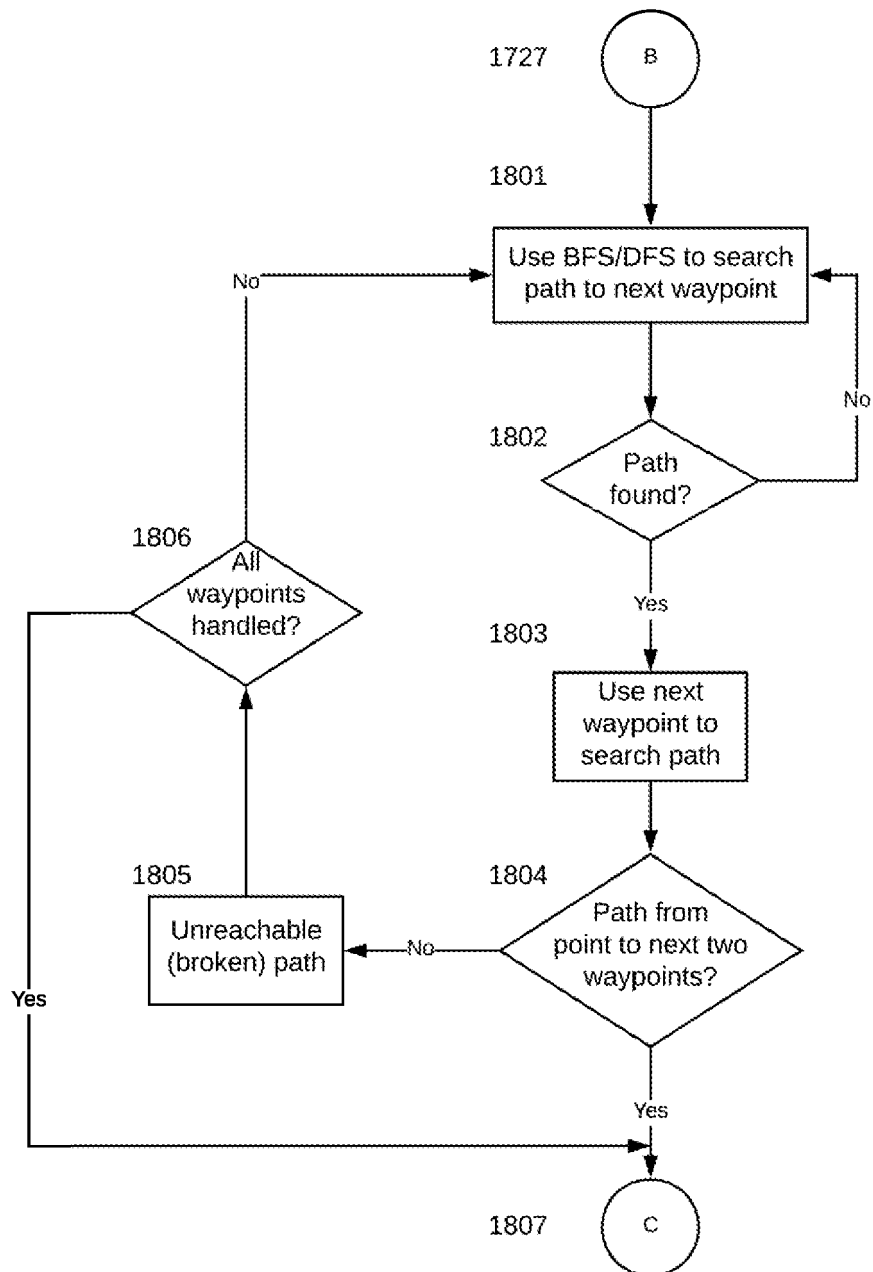 1727
B
1801
Use BFS/DFS to search
path to next waypoint
No
No
1802
Path
found?
1806
All
waypoints
handled?
Yes
1803
Use next
waypoint to
search path
1805
1804
Unreachable
(broken) path
No
Path from
point to next two
waypoints?
Yes
Yes
1807
C